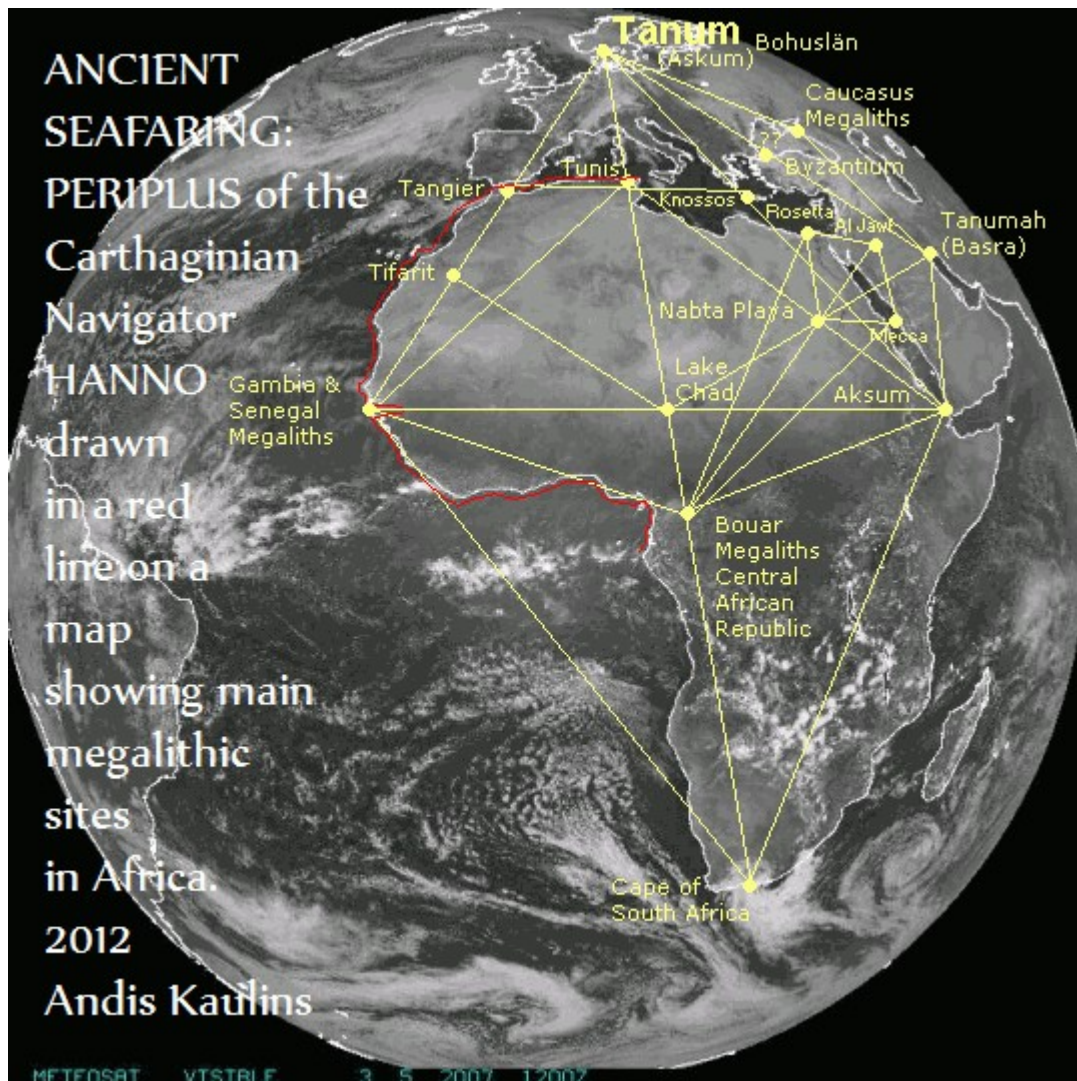 ANCIENT
SEAFARING:
PERIPLUS of the
Carthaginian
Navigator
HANNO
drawn
in a red
line on a
map
showing main
megalithic
sites
in Africa.
2012
Andis Kaulins
Tanum
(Askum)
Bohuslän
Caucasus
Megaliths
??
Byzantium
Tunis
Tangier
Knossos
Rosetta
Al Jawf
Tanumah
(Basra)
Tifarit
Nabta Playa
Mecca
Lake
Chad
Aksum
Gambia &
Senegal
Megaliths
Bouar
Megaliths
Central
African
Republic
Cape of
South Africa
METEOSAT VISIBLE 3 5 2007 1200Z